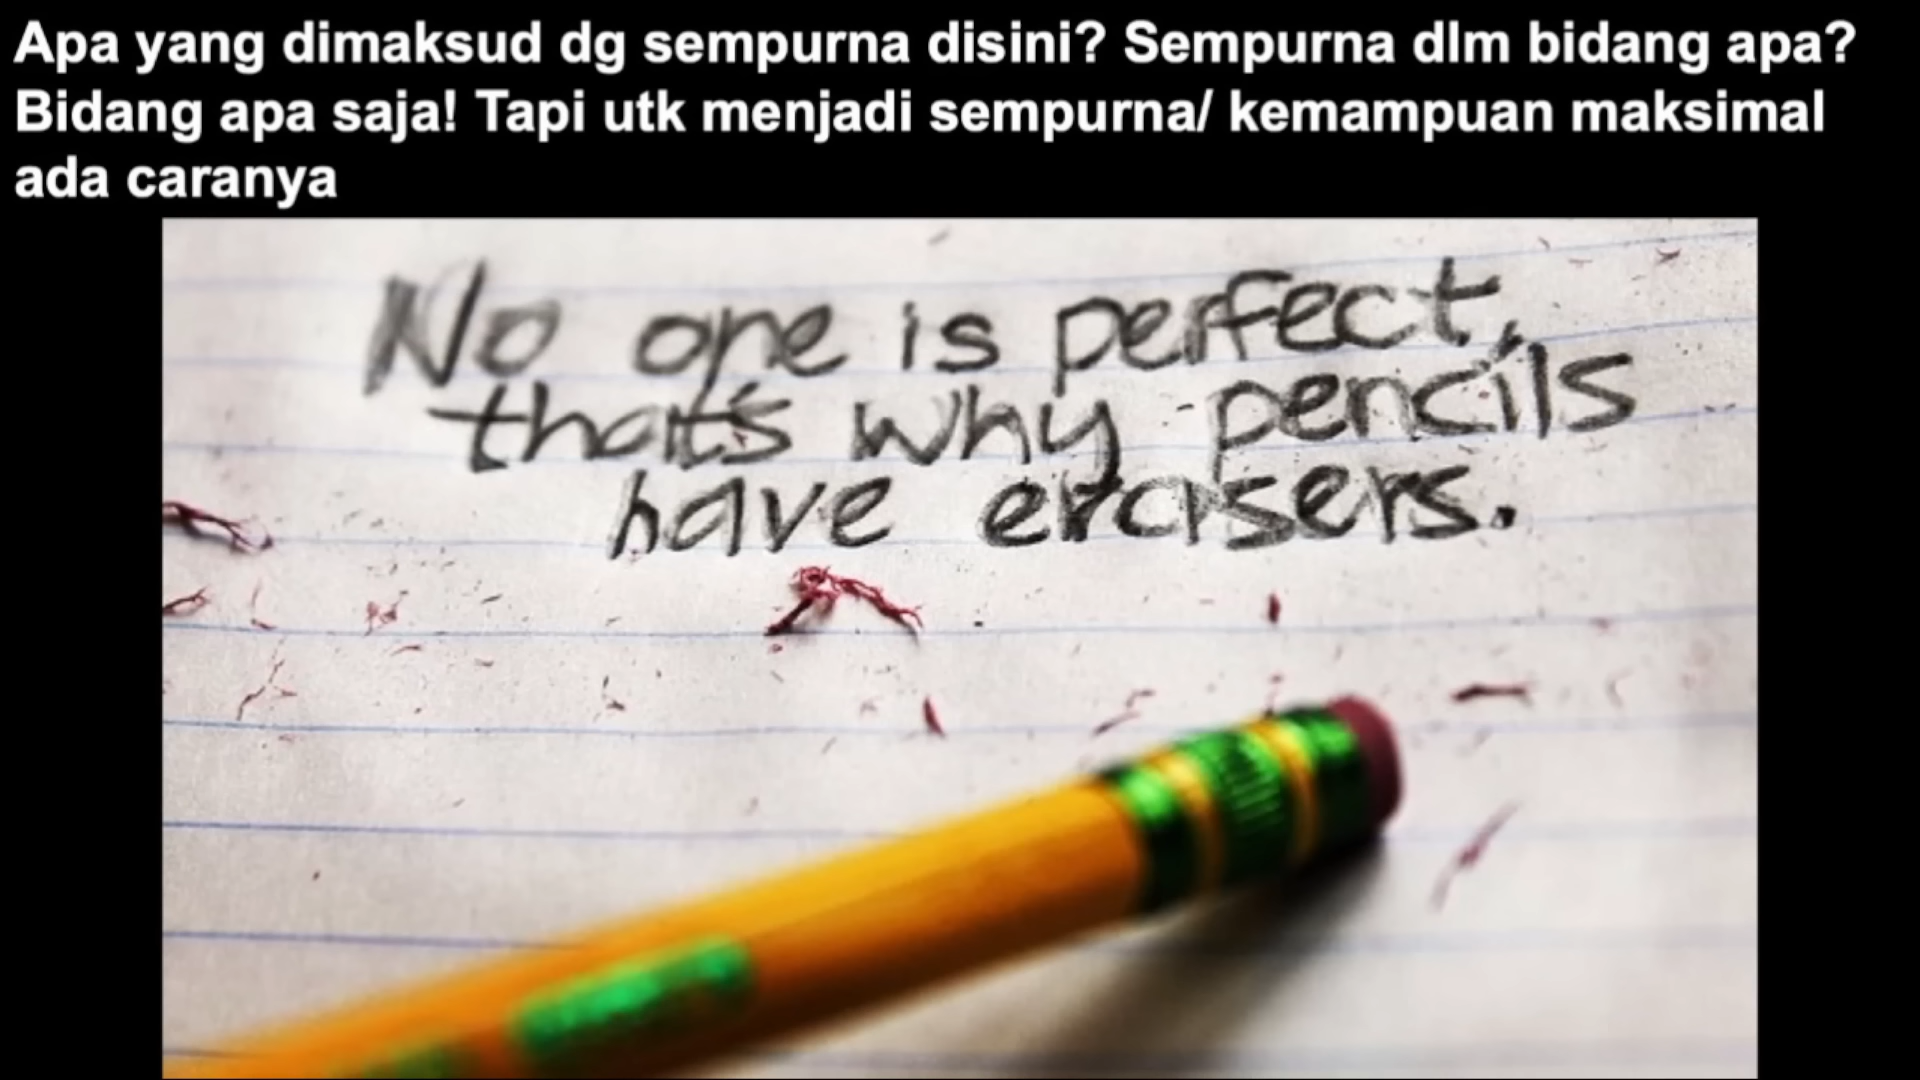 Apa yang dimaksud dg sempurna disini? Sempurna dlm bidang apa?
Bidang apa saja! Tapi utk menjadi sempurna/ kemampuan maksimal
ada caranya
No one is perfect,
that's why pencils
have erasers.